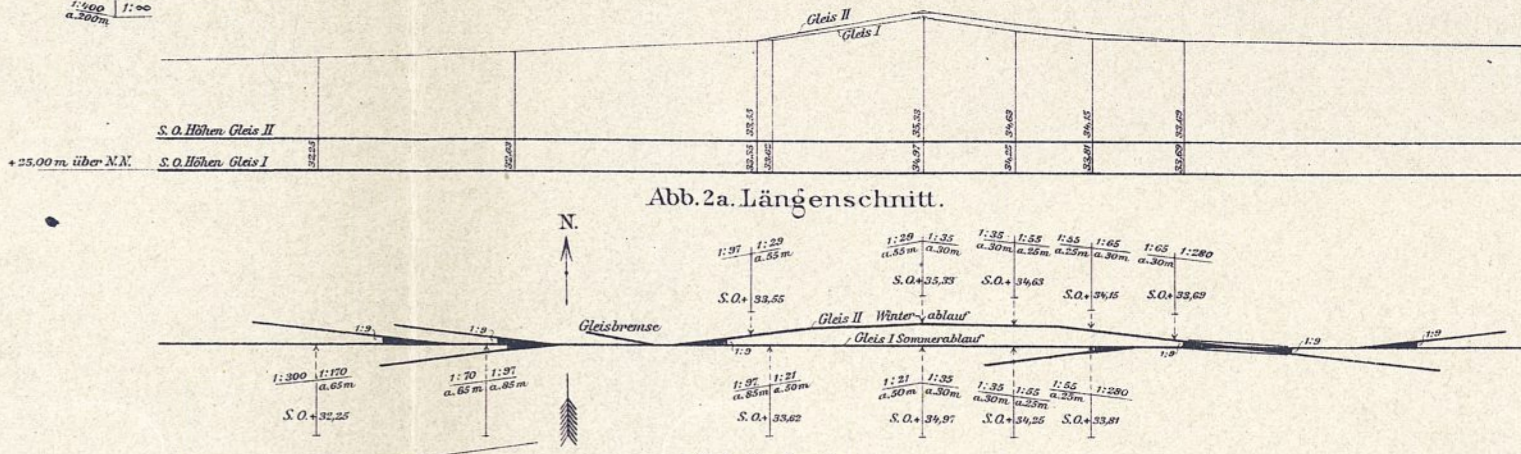 1:400 | 1:∞
a.200m
Gleis II
Gleis I
S.O. Höhen Gleis II
33,55 35,33 34,63 34,15 33,69
+25,00 m über N.N. S.O. Höhen Gleis I
32,25 32,63 33,55 33,62 34,97 34,25 33,81 33,69
Abb.2a. Längenschnitt.
N.
1:97 | 1:29
a.55m
S.O.+ 33,55
1:29 | 1:35
a.55m | a.30m
S.O.+ 35,33
1:35 | 1:55
a.30m | a.25m
S.O.+ 34,63
1:55 | 1:65
a.25m | a.30m
S.O.+ 34,15
1:65 | 1:280
a.30m
S.O.+ 33,69
1:9
1:9
Gleisbremse
1:9
Gleis II Winterablauf
Gleis I Sommerablauf
1:9
1:9
1:9
1:300 | 1:170
a.65m
S.O.+ 32,25
1:70 | 1:97
a.65m | a.85m
1:97 | 1:21
a.85m | a.50m
S.O.+ 33,62
1:21 | 1:35
a.50m | a.30m
S.O.+ 34,97
1:35 | 1:55
a.30m | a.25m
S.O.+ 34,25
1:55 | 1:280
a.25m
S.O.+ 33,81